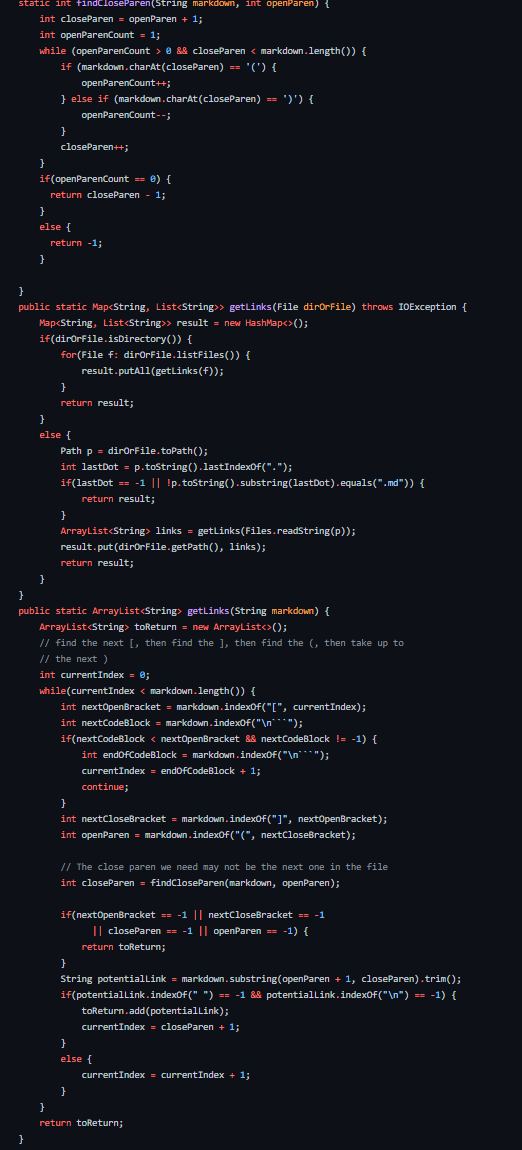 static int findCloseParen(String markdown, int openParen) {
    int closeParen = openParen + 1;
    int openParenCount = 1;
    while (openParenCount > 0 && closeParen < markdown.length()) {
        if (markdown.charAt(closeParen) == '(') {
            openParenCount++;
        } else if (markdown.charAt(closeParen) == ')') {
            openParenCount--;
        }
        closeParen++;
    }
    if(openParenCount == 0) {
      return closeParen - 1;
    }
    else {
      return -1;
    }

}
public static Map<String, List<String>> getLinks(File dirOrFile) throws IOException {
    Map<String, List<String>> result = new HashMap<>();
    if(dirOrFile.isDirectory()) {
        for(File f: dirOrFile.listFiles()) {
            result.putAll(getLinks(f));
        }
        return result;
    }
    else {
        Path p = dirOrFile.toPath();
        int lastDot = p.toString().lastIndexOf(".");
        if(lastDot == -1 || !p.toString().substring(lastDot).equals(".md")) {
            return result;
        }
        ArrayList<String> links = getLinks(Files.readString(p));
        result.put(dirOrFile.getPath(), links);
        return result;
    }
}
public static ArrayList<String> getLinks(String markdown) {
    ArrayList<String> toReturn = new ArrayList<>();
    // find the next [, then find the ], then find the (, then take up to
    // the next )
    int currentIndex = 0;
    while(currentIndex < markdown.length()) {
        int nextOpenBracket = markdown.indexOf("[", currentIndex);
        int nextCodeBlock = markdown.indexOf("\n```");
        if(nextCodeBlock < nextOpenBracket && nextCodeBlock != -1) {
            int endOfCodeBlock = markdown.indexOf("\n```");
            currentIndex = endOfCodeBlock + 1;
            continue;
        }
        int nextCloseBracket = markdown.indexOf("]", nextOpenBracket);
        int openParen = markdown.indexOf("(", nextCloseBracket);

        // The close paren we need may not be the next one in the file
        int closeParen = findCloseParen(markdown, openParen);

        if(nextOpenBracket == -1 || nextCloseBracket == -1
              || closeParen == -1 || openParen == -1) {
            return toReturn;
        }
        String potentialLink = markdown.substring(openParen + 1, closeParen).trim();
        if(potentialLink.indexOf(" ") == -1 && potentialLink.indexOf("\n") == -1) {
            toReturn.add(potentialLink);
            currentIndex = closeParen + 1;
        }
        else {
            currentIndex = currentIndex + 1;
        }
    }
    return toReturn;
}